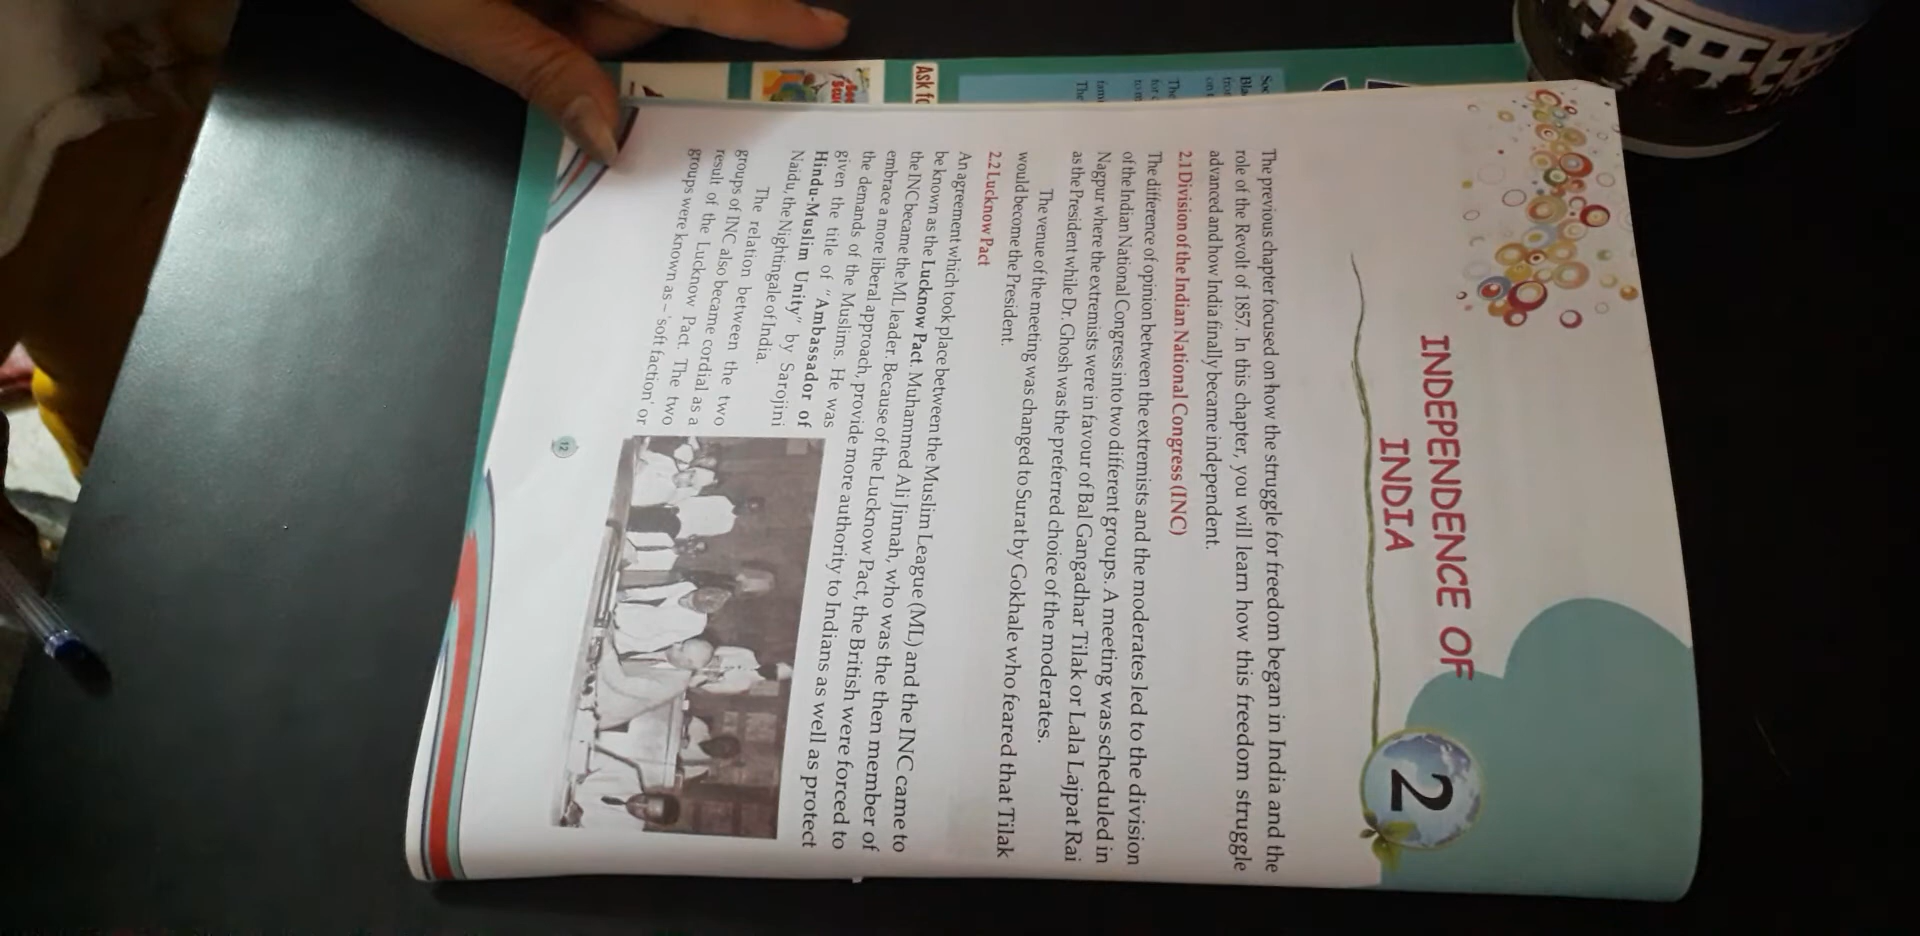 INDEPENDENCE OF
INDIA
2
The previous chapter focused on how the struggle for freedom began in India and the
role of the Revolt of 1857. In this chapter, you will learn how this freedom struggle
advanced and how India finally became independent.
2.1 Division of the Indian National Congress (INC)
The difference of opinion between the extremists and the moderates led to the division
of the Indian National Congress into two different groups. A meeting was scheduled in
Nagpur where the extremists were in favour of Bal Gangadhar Tilak or Lala Lajpat Rai
as the President while Dr. Ghosh was the preferred choice of the moderates.
The venue of the meeting was changed to Surat by Gokhale who feared that Tilak
would become the President.
2.2 Lucknow Pact
An agreement which took place between the Muslim League (ML) and the INC came to
be known as the Lucknow Pact. Muhammed Ali Jinnah, who was the then member of
the INC became the ML leader. Because of the Lucknow Pact, the British were forced to
embrace a more liberal approach, provide more authority to Indians as well as protect
the demands of the Muslims. He was
given the title of "Ambassador of
Hindu-Muslim Unity" by Sarojini
Naidu, the Nightingale of India.
The relation between the two
groups of INC also became cordial as a
result of the Lucknow Pact. The two
groups were known as – 'soft faction' or
12
Ask fo
The
The